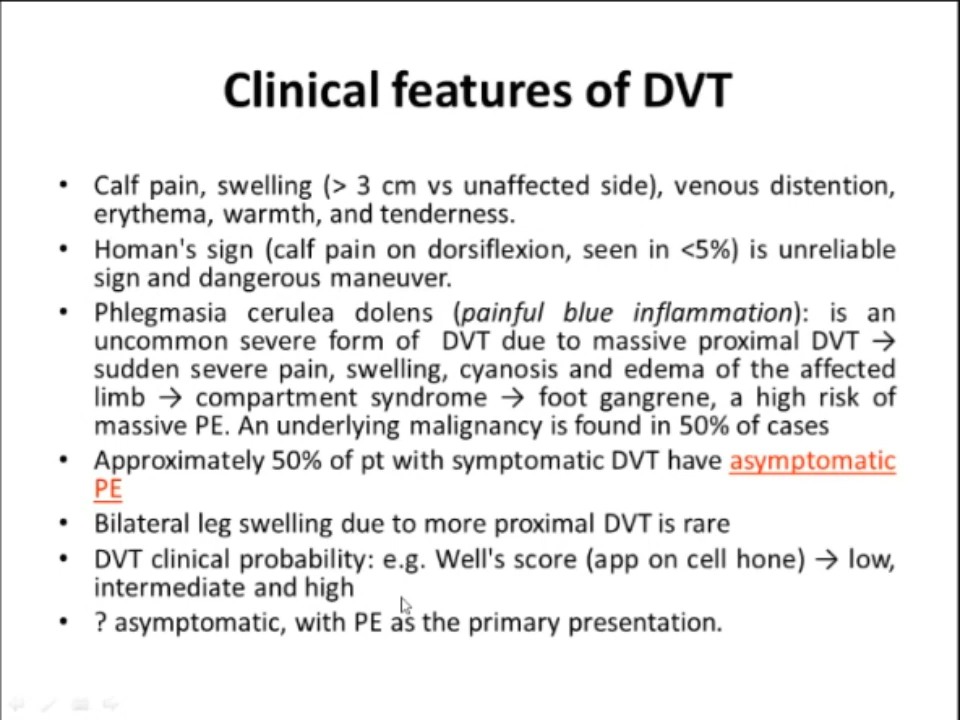 Clinical features of DVT
• Calf pain, swelling (> 3 cm vs unaffected side), venous distention,
erythema, warmth, and tenderness.
• Homan's sign (calf pain on dorsiflexion, seen in <5%) is unreliable
sign and dangerous maneuver.
• Phlegmasia cerulea dolens (painful blue inflammation): is an
uncommon severe form of DVT due to massive proximal DVT →
sudden severe pain, swelling, cyanosis and edema of the affected
limb → compartment syndrome → foot gangrene, a high risk of
massive PE. An underlying malignancy is found in 50% of cases
• Approximately 50% of pt with symptomatic DVT have asymptomatic
PE
• Bilateral leg swelling due to more proximal DVT is rare
• DVT clinical probability: e.g. Well's score (app on cell hone) → low,
intermediate and high
• ? asymptomatic, with PE as the primary presentation.